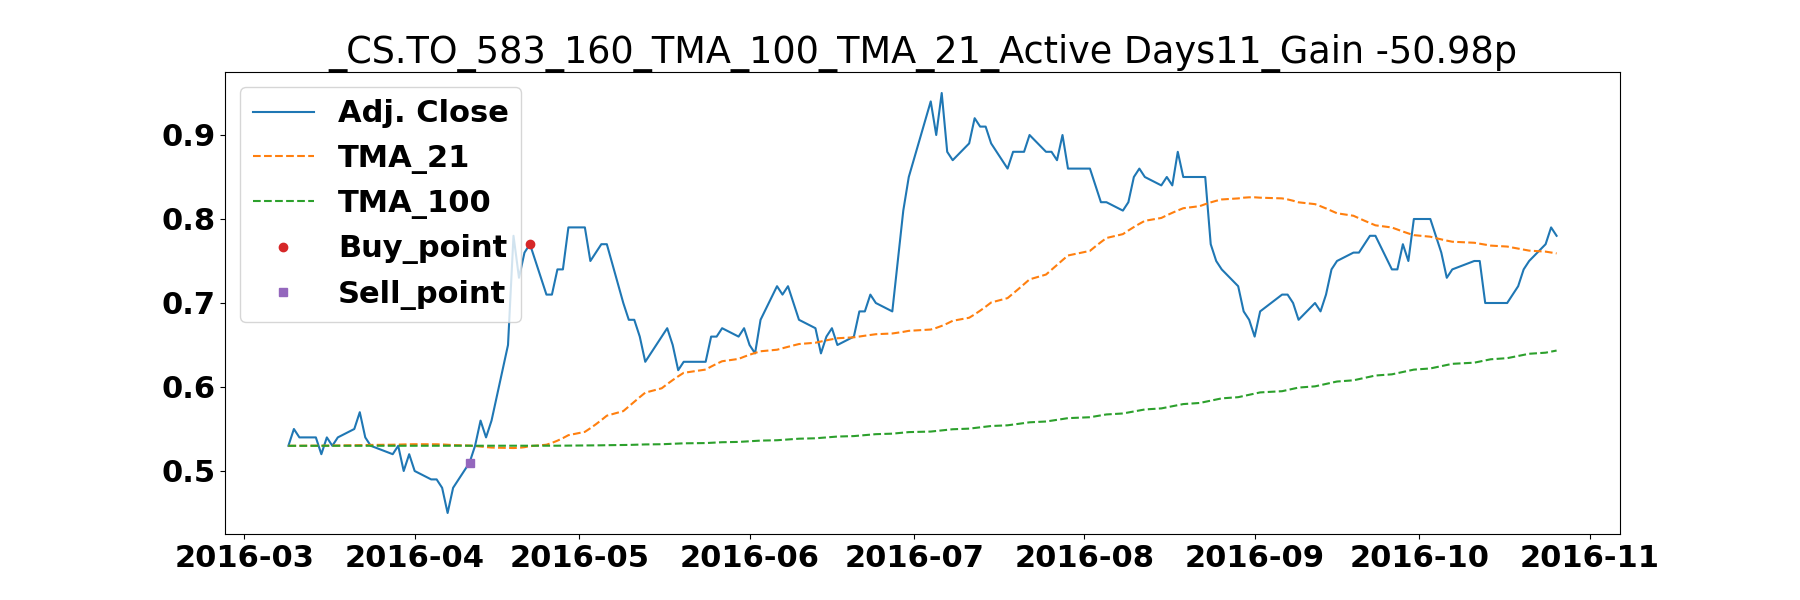 _CS.TO_583_160_TMA_100_TMA_21_Active Days11_Gain -50.98p
Adj. Close
TMA_21
TMA_100
Buy_point
Sell_point
0.9
0.8
0.7
0.6
0.5
2016-03 2016-04 2016-05 2016-06 2016-07 2016-08 2016-09 2016-10 2016-11